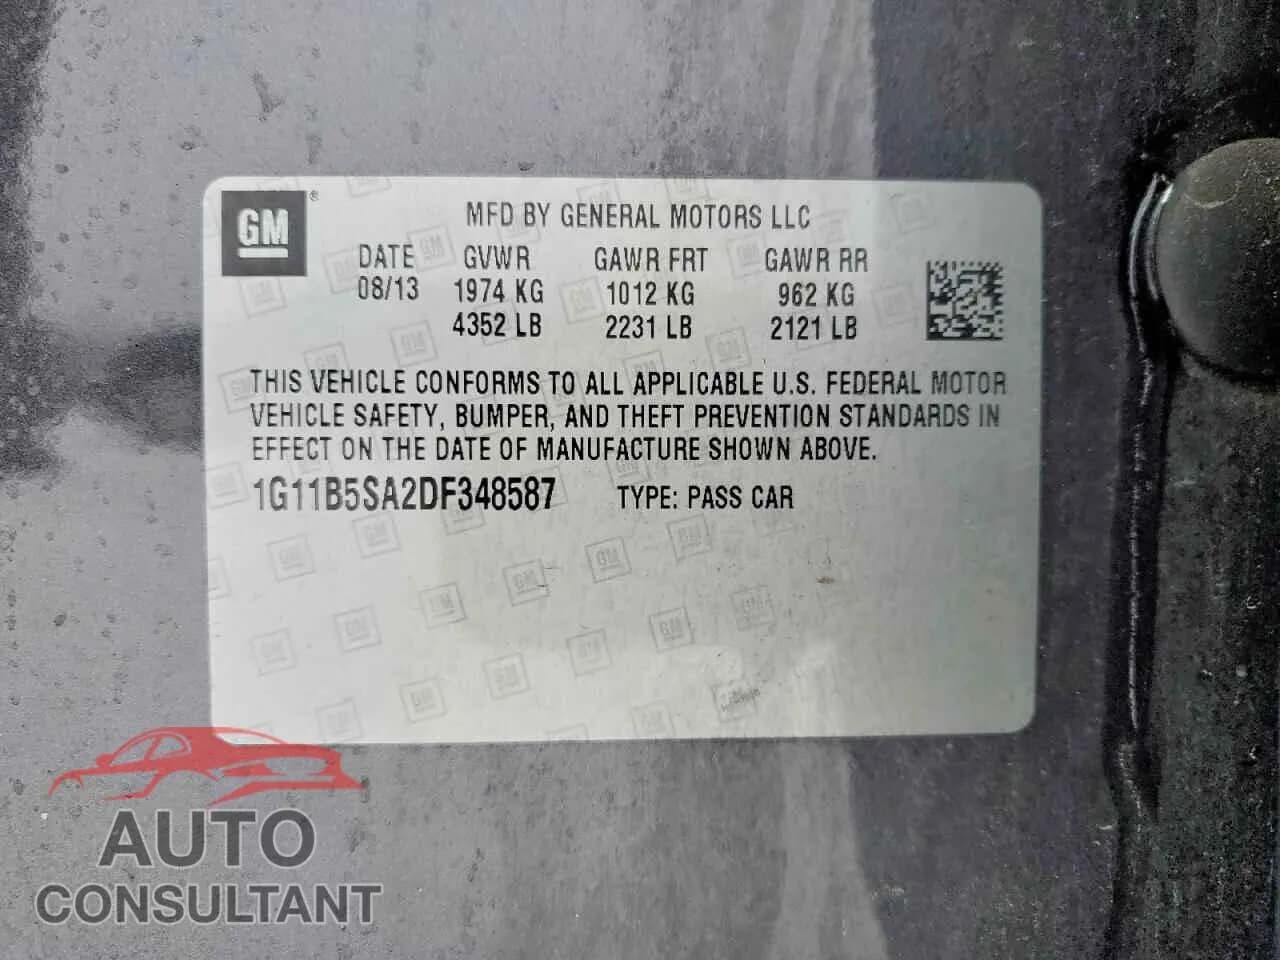 GM ®
MFD BY GENERAL MOTORS LLC
DATE GVWR GAWR FRT GAWR RR
08/13 1974 KG 1012 KG 962 KG
4352 LB 2231 LB 2121 LB
THIS VEHICLE CONFORMS TO ALL APPLICABLE U.S. FEDERAL MOTOR
VEHICLE SAFETY, BUMPER, AND THEFT PREVENTION STANDARDS IN
EFFECT ON THE DATE OF MANUFACTURE SHOWN ABOVE.
1G11B5SA2DF348587 TYPE: PASS CAR
AUTO
CONSULTANT